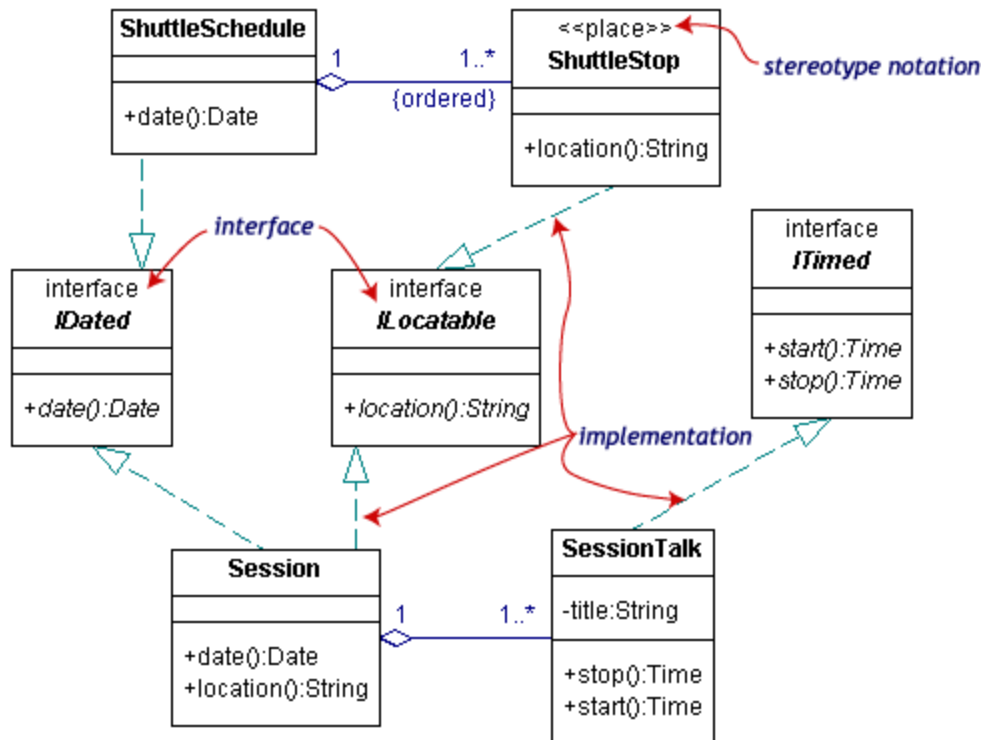 ShuttleSchedule
+date():Date
1
1..*
{ordered}
<<place>>
ShuttleStop
+location():String
stereotype notation
interface
interface
IDated
+date():Date
interface
ILocatable
+location():String
interface
ITimed
+start():Time
+stop():Time
implementation
Session
+date():Date
+location():String
1
1..*
SessionTalk
-title:String
+stop():Time
+start():Time